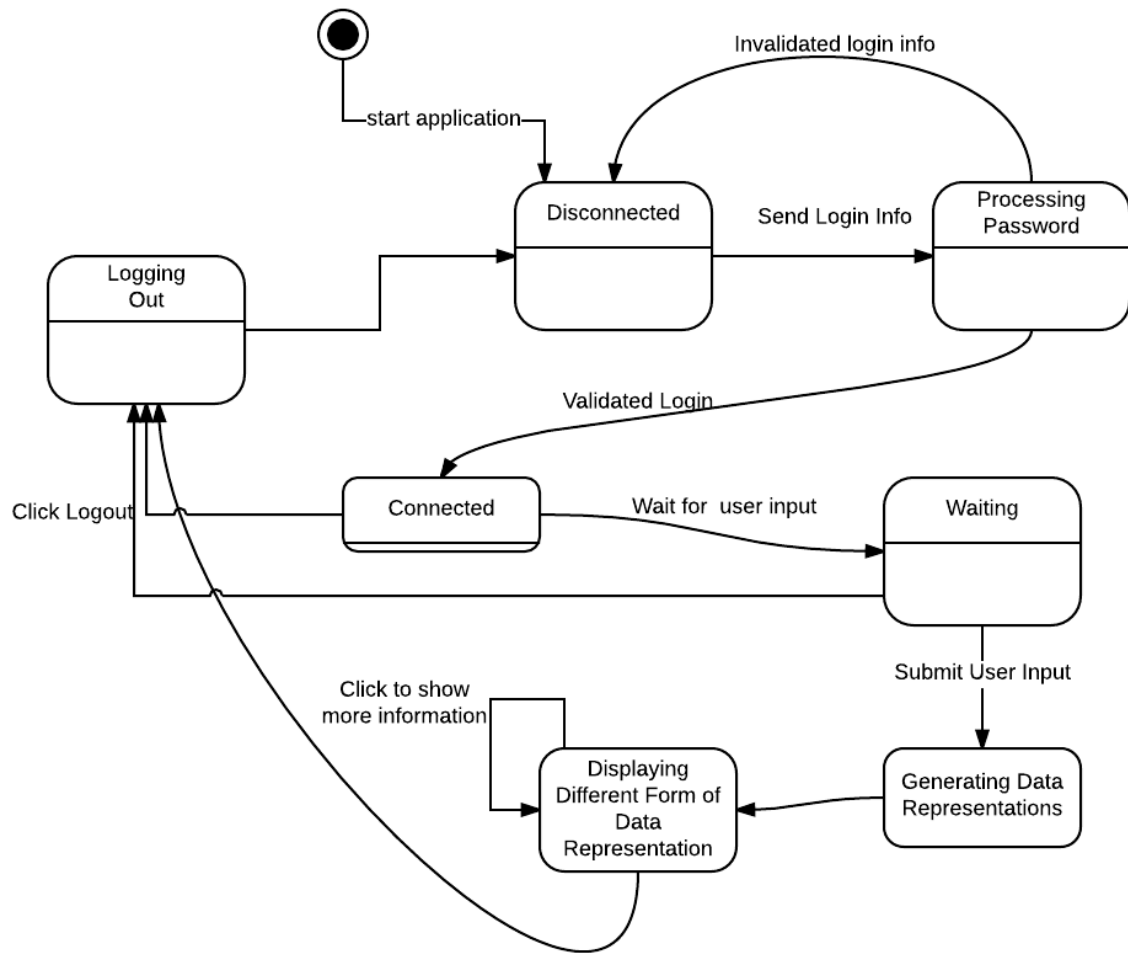 Invalidated login info
start application
Disconnected
Send Login Info
Processing
Password
Logging
Out
Validated Login
Click Logout
Connected
Wait for  user input
Waiting
Submit User Input
Click to show
more information
Displaying
Different Form of
Data
Representation
Generating Data
Representations